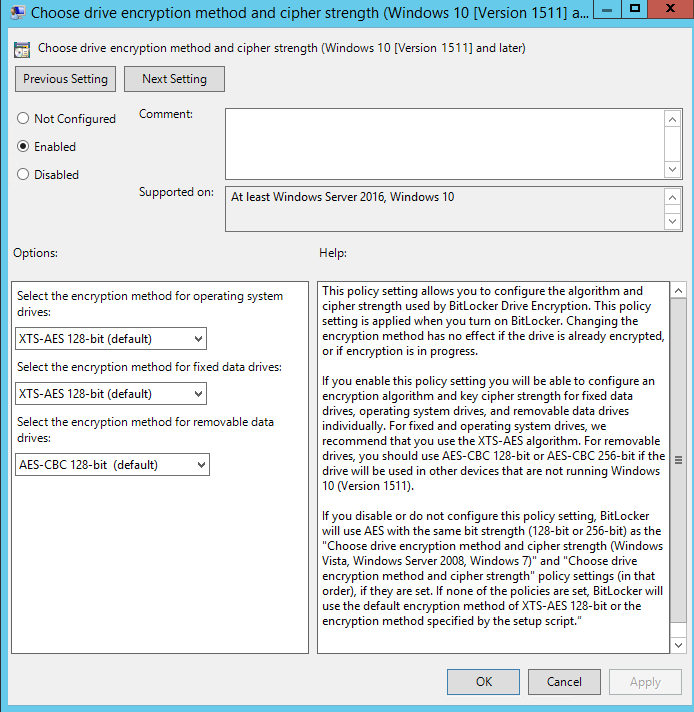 Choose drive encryption method and cipher strength (Windows 10 [Version 1511] a...
Choose drive encryption method and cipher strength (Windows 10 [Version 1511] and later)
Previous Setting
Next Setting
Not Configured
Enabled
Disabled
Comment:
Supported on:
At least Windows Server 2016, Windows 10
Options:
Help:
Select the encryption method for operating system
drives:
XTS-AES 128-bit (default)
Select the encryption method for fixed data drives:
XTS-AES 128-bit (default)
Select the encryption method for removable data
drives:
AES-CBC 128-bit  (default)
This policy setting allows you to configure the algorithm and
cipher strength used by BitLocker Drive Encryption. This policy
setting is applied when you turn on BitLocker. Changing the
encryption method has no effect if the drive is already encrypted,
or if encryption is in progress.
If you enable this policy setting you will be able to configure an
encryption algorithm and key cipher strength for fixed data
drives, operating system drives, and removable data drives
individually. For fixed and operating system drives, we
recommend that you use the XTS-AES algorithm. For removable
drives, you should use AES-CBC 128-bit or AES-CBC 256-bit if the
drive will be used in other devices that are not running Windows
10 (Version 1511).
If you disable or do not configure this policy setting, BitLocker
will use AES with the same bit strength (128-bit or 256-bit) as the
"Choose drive encryption method and cipher strength (Windows
Vista, Windows Server 2008, Windows 7)" and "Choose drive
encryption method and cipher strength" policy settings (in that
order), if they are set. If none of the policies are set, BitLocker will
use the default encryption method of XTS-AES 128-bit or the
encryption method specified by the setup script."
OK
Cancel
Apply